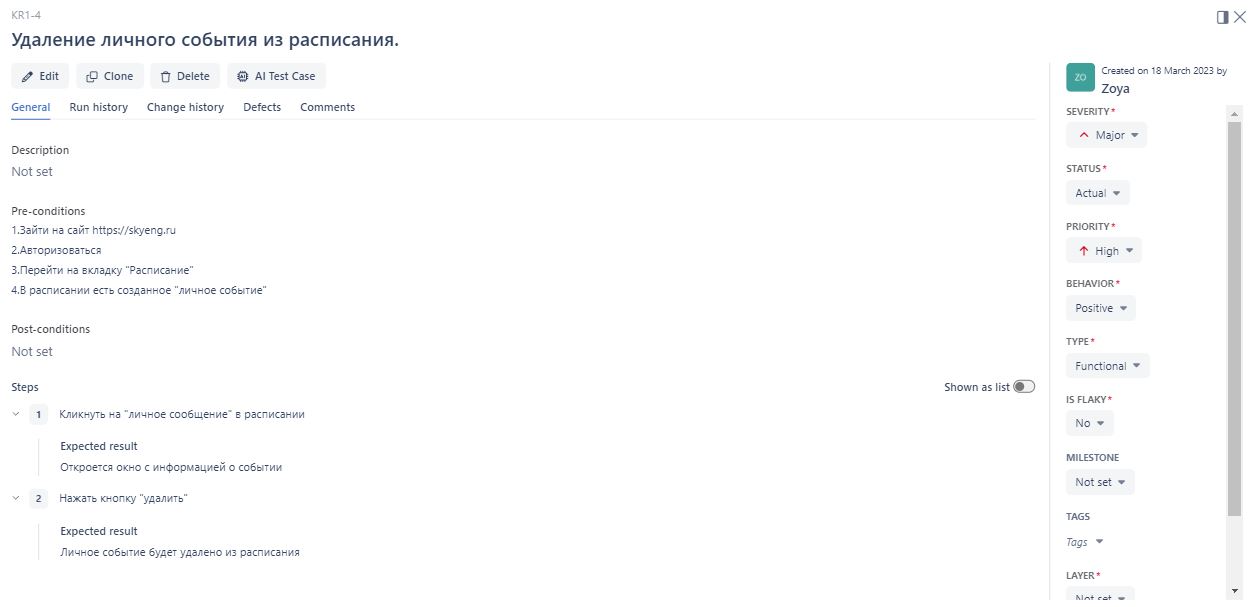 KR1-4
Удаление личного события из расписания.
Edit Clone Delete AI Test Case
General Run history Change history Defects Comments
Description
Not set
Pre-conditions
1.Зайти на сайт https://skyeng.ru
2.Авторизоваться
3.Перейти на вкладку "Расписание"
4.В расписании есть созданное "личное событие"
Post-conditions
Not set
Steps
Shown as list
1 Кликнуть на "личное сообщение" в расписании
Expected result
Откроется окно с информацией о событии
2 Нажать кнопку "удалить"
Expected result
Личное событие будет удалено из расписания
ZO
Created on 18 March 2023 by
Zoya
SEVERITY*
Major
STATUS*
Actual
PRIORITY*
High
BEHAVIOR*
Positive
TYPE*
Functional
IS FLAKY*
No
MILESTONE
Not set
TAGS
Tags
LAYER*
Not set